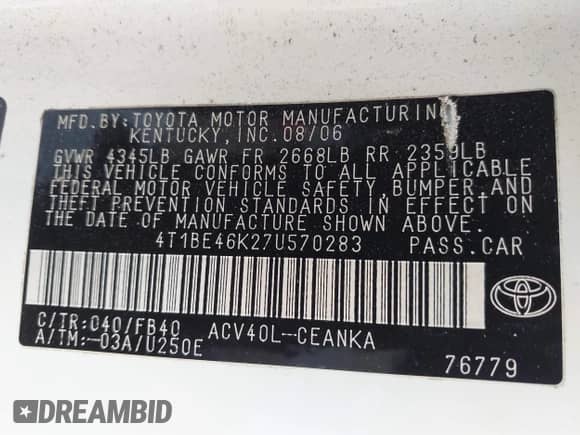 MFD.BY:TOYOTA MOTOR MANUFACTURING
KENTUCKY,INC.08/06
GVWR 4345LB GAWR FR 2668LB RR 2359LB
THIS VEHICLE CONFORMS TO ALL APPLICABLE
FEDERAL MOTOR VEHICLE SAFETY, BUMPER AND
THEFT PREVENTION STANDARDS IN EFFECT ON
THE DATE OF MANUFACTURE SHOWN ABOVE.
4T1BE46K27U570283 PASS.CAR
C/TR:040/FB40 ACV40L-CEANKA
A/TM:-03A/U250E
76779
DREAMBID